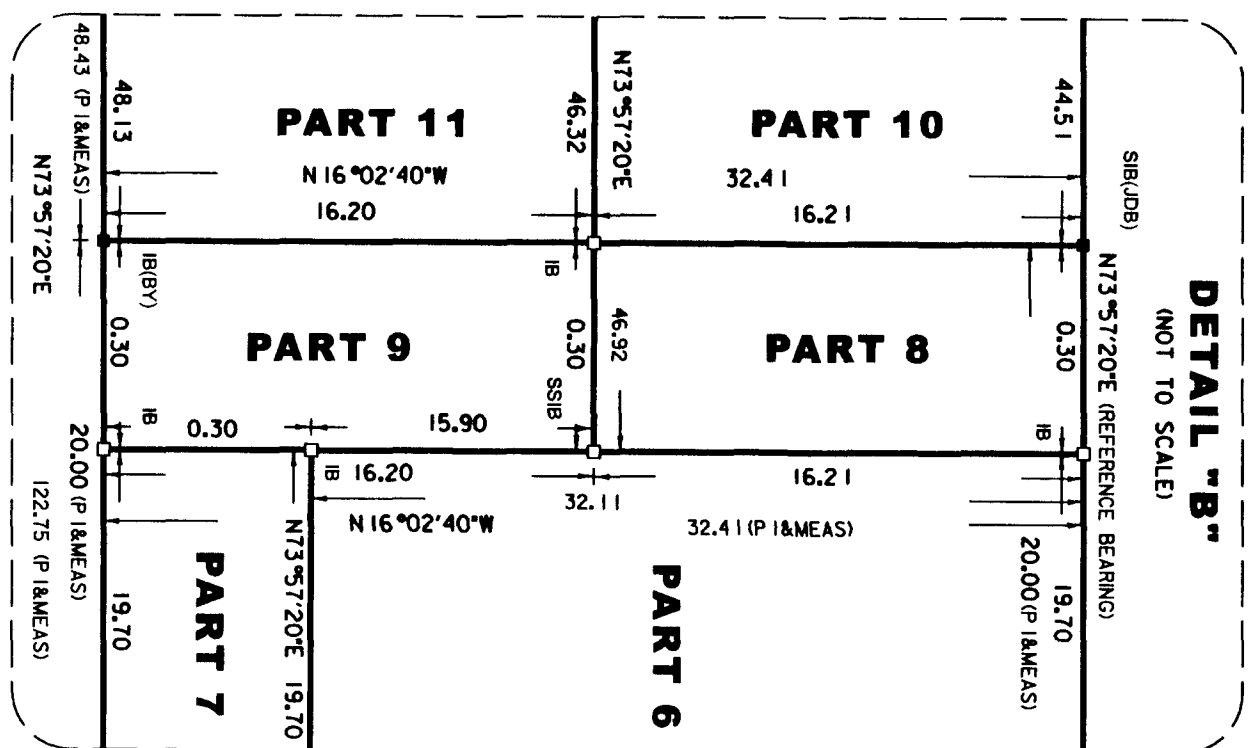 DETAIL "B"
(NOT TO SCALE)
48.43 (P1&MEAS)
48.13
N73°57'20"E
PART 11
N16°02'40"W
16.20
46.32
N73°57'20"E
PART 10
32.41
16.21
44.51
SIB(JDB)
N73°57'20"E (REFERENCE BEARING)
IB(BY)
0.30
PART 9
IB
0.30
46.92
SSIB
PART 8
0.30
IB
IB
0.30
15.90
IB
16.20
32.11
16.21
N16°02'40"W
32.41(P1&MEAS)
20.00 (P1&MEAS)
122.75 (P1&MEAS)
19.70
PART 7
N73°57'20"E 19.70
PART 6
20.00(P1&MEAS)
19.70